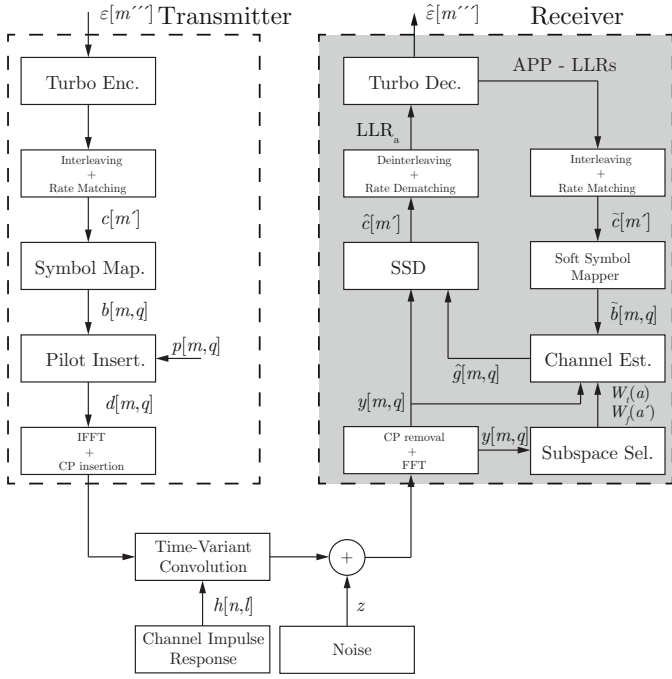 ε[m´´´]
Transmitter
Turbo Enc.
Interleaving
+
Rate Matching
c[m´]
Symbol Map.
b[m,q]
Pilot Insert.
p[m,q]
d[m,q]
IFFT
+
CP insertion
ε̂[m´´´]
Receiver
Turbo Dec.
APP - LLRs
LLRₐ
Deinterleaving
+
Rate Dematching
Interleaving
+
Rate Matching
ĉ[m´]
c̃[m´]
SSD
Soft Symbol
Mapper
b̃[m,q]
Channel Est.
ĝ[m,q]
y[m,q]
Wₜ(a)
W_f(a´)
CP removal
+
FFT
y[m,q]
Subspace Sel.
Time-Variant
Convolution
+
h[n,l]
z
Channel Impulse
Response
Noise